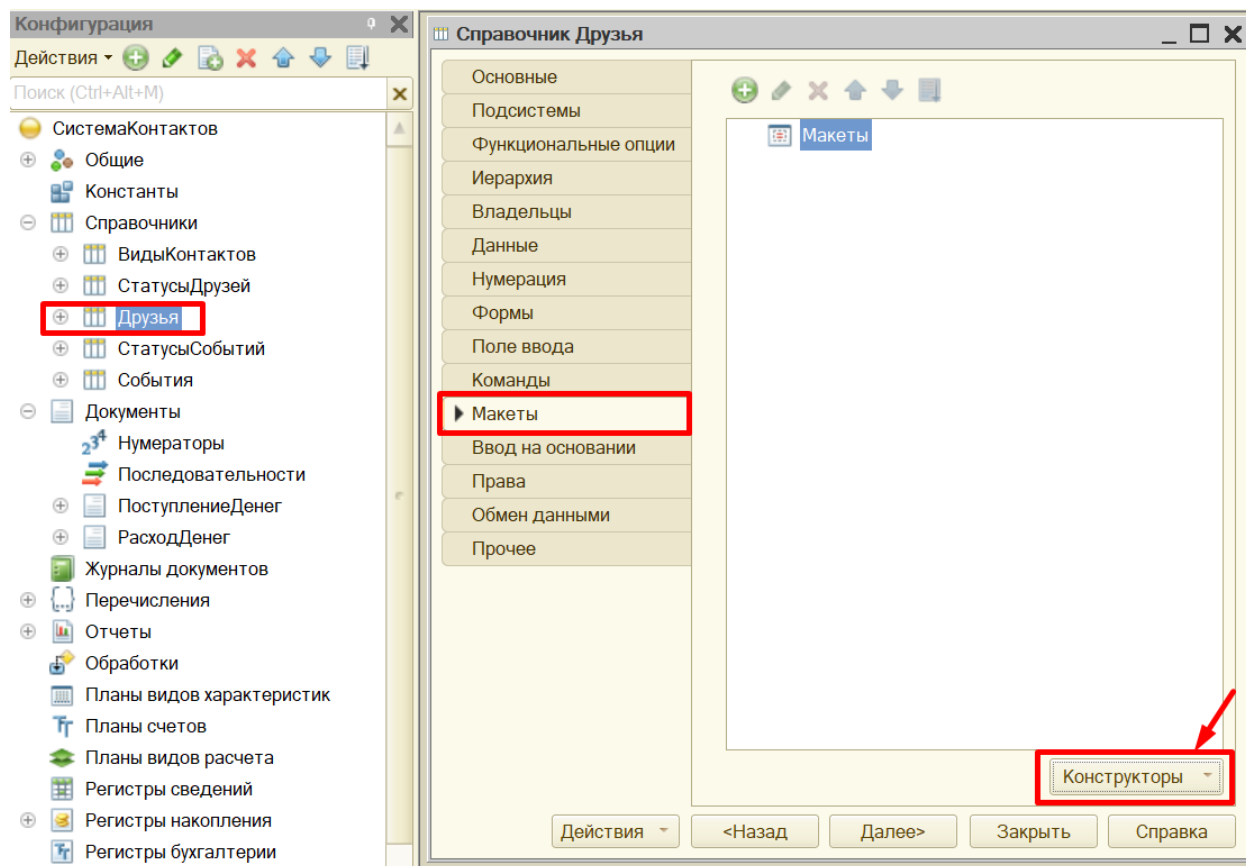 Конфигурация
Действия
Поиск (Ctrl+Alt+M)
СистемаКонтактов
Общие
Константы
Справочники
ВидыКонтактов
СтатусыДрузей
Друзья
СтатусыСобытий
События
Документы
Нумераторы
Последовательности
ПоступлениеДенег
РасходДенег
Журналы документов
Перечисления
Отчеты
Обработки
Планы видов характеристик
Планы счетов
Планы видов расчета
Регистры сведений
Регистры накопления
Регистры бухгалтерии
Справочник Друзья
Основные
Подсистемы
Функциональные опции
Иерархия
Владельцы
Данные
Нумерация
Формы
Поле ввода
Команды
Макеты
Ввод на основании
Права
Обмен данными
Прочее
Макеты
Конструкторы
Действия
<Назад
Далее>
Закрыть
Справка